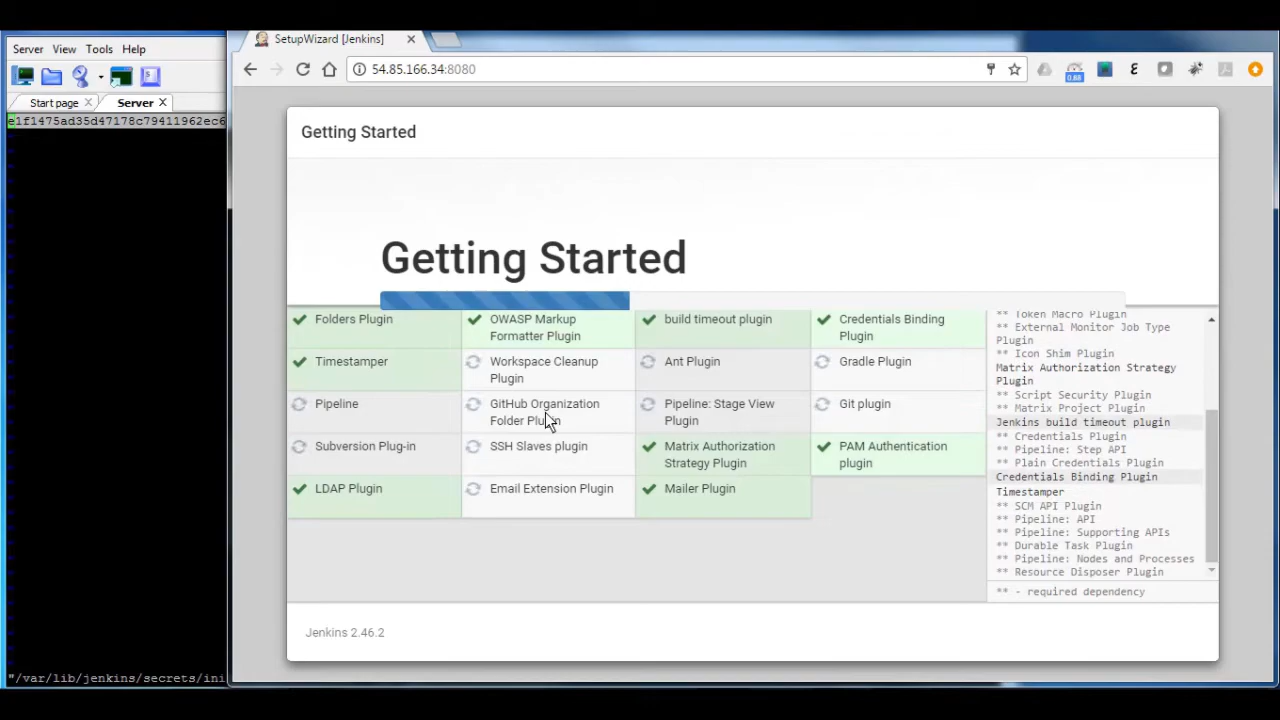 SetupWizard [Jenkins]
Server View Tools Help
54.85.166.34:8080
0.68
Start page
Server
e1f1475ad35d47178c79411962ec6
Getting Started
Getting Started
Folders Plugin
OWASP Markup
Formatter Plugin
build timeout plugin
Credentials Binding
Plugin
Timestamper
Workspace Cleanup
Plugin
Ant Plugin
Gradle Plugin
Pipeline
GitHub Organization
Folder Plugin
Pipeline: Stage View
Plugin
Git plugin
Subversion Plug-in
SSH Slaves plugin
Matrix Authorization
Strategy Plugin
PAM Authentication
plugin
LDAP Plugin
Email Extension Plugin
Mailer Plugin
** Token Macro Plugin
** External Monitor Job Type
Plugin
** Icon Shim Plugin
Matrix Authorization Strategy
Plugin
** Script Security Plugin
** Matrix Project Plugin
Jenkins build timeout plugin
** Credentials Plugin
** Pipeline: Step API
** Plain Credentials Plugin
Credentials Binding Plugin
Timestamper
** SCM API Plugin
** Pipeline: API
** Pipeline: Supporting APIs
** Durable Task Plugin
** Pipeline: Nodes and Processes
** Resource Disposer Plugin
** - required dependency
Jenkins 2.46.2
"/var/lib/jenkins/secrets/ini